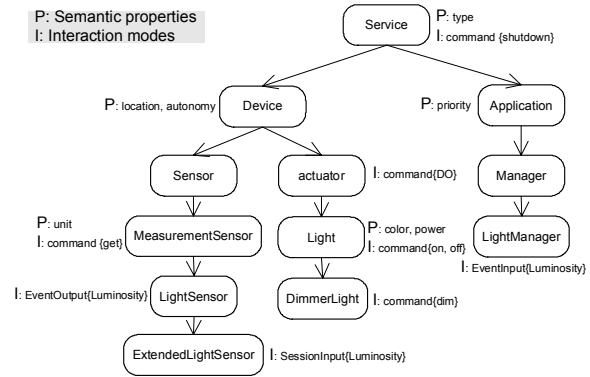 P: Semantic properties
I: Interaction modes
Service
P: type
I: command {shutdown}
P: location, autonomy
Device
P: priority
Application
Sensor
actuator
I: command{DO}
Manager
P: unit
I: command {get}
MeasurementSensor
Light
P: color, power
I: command{on, off}
LightManager
I: EventInput{Luminosity}
I: EventOutput{Luminosity}
LightSensor
DimmerLight
I: command{dim}
ExtendedLightSensor
I: SessionInput{Luminosity}